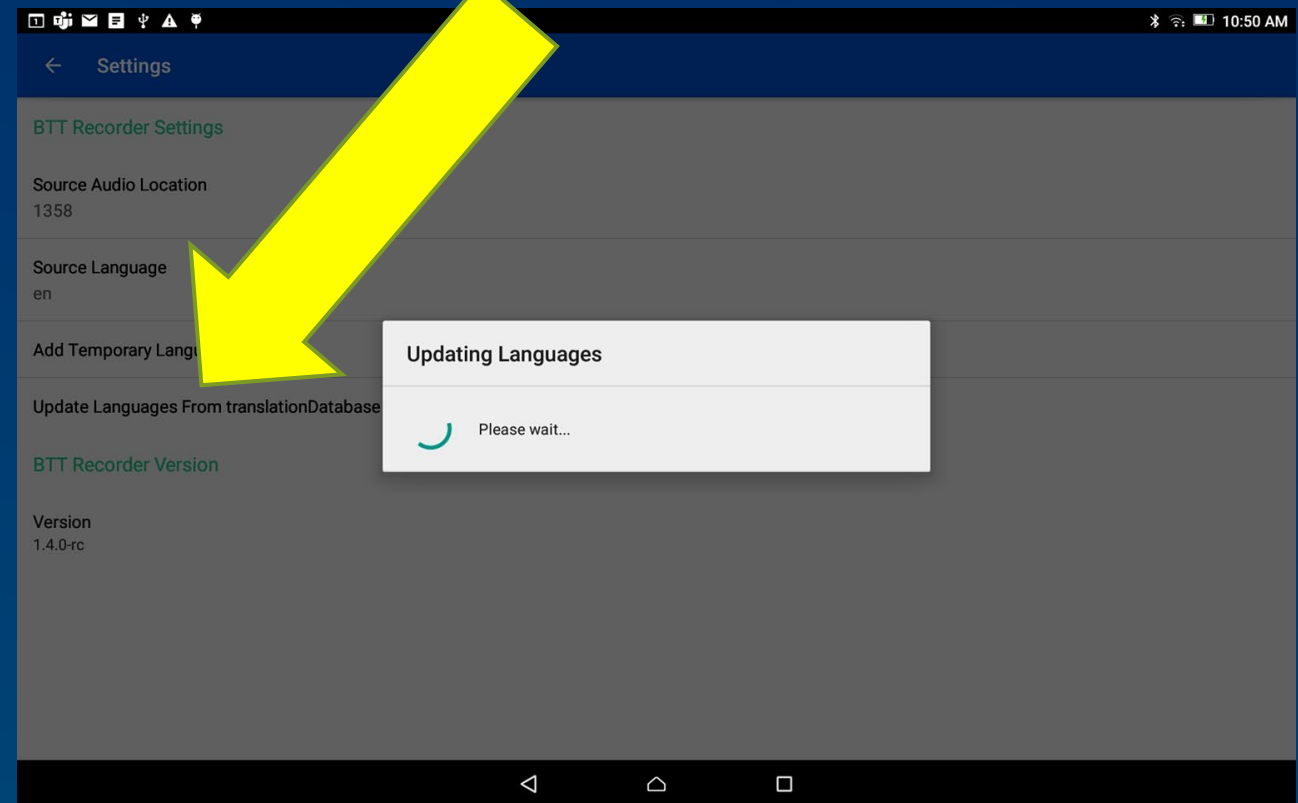 10:50 AM
Settings
BTT Recorder Settings
Source Audio Location
1358
Source Language
en
Add Temporary
Update Languages From translationDatabase
Updating Languages
Please wait...
BTT Recorder Version
Version
1.4.0-rc